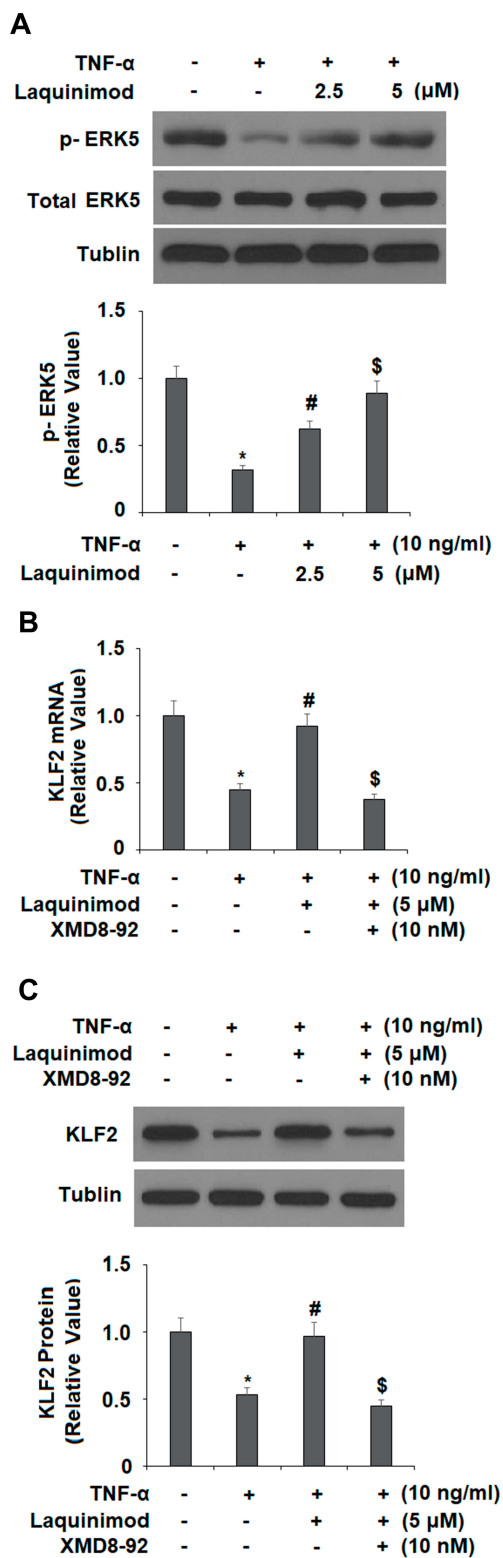 A
TNF-α - + + +
Laquinimod - - 2.5 5 (μM)
p- ERK5
Total ERK5
Tublin
1.5
1.0
0.5
0
p- ERK5
(Relative Value)
* # $
TNF-α - + + + (10 ng/ml)
Laquinimod - - 2.5 5 (μM)
B
1.5
1.0
0.5
0
KLF2 mRNA
(Relative Value)
* # $
TNF-α - + + + (10 ng/ml)
Laquinimod - - + + (5 μM)
XMD8-92 - - - + (10 nM)
C
TNF-α - + + + (10 ng/ml)
Laquinimod - - + + (5 μM)
XMD8-92 - - - + (10 nM)
KLF2
Tublin
1.5
1.0
0.5
0
KLF2 Protein
(Relative Value)
* # $
TNF-α - + + + (10 ng/ml)
Laquinimod - - + + (5 μM)
XMD8-92 - - - + (10 nM)